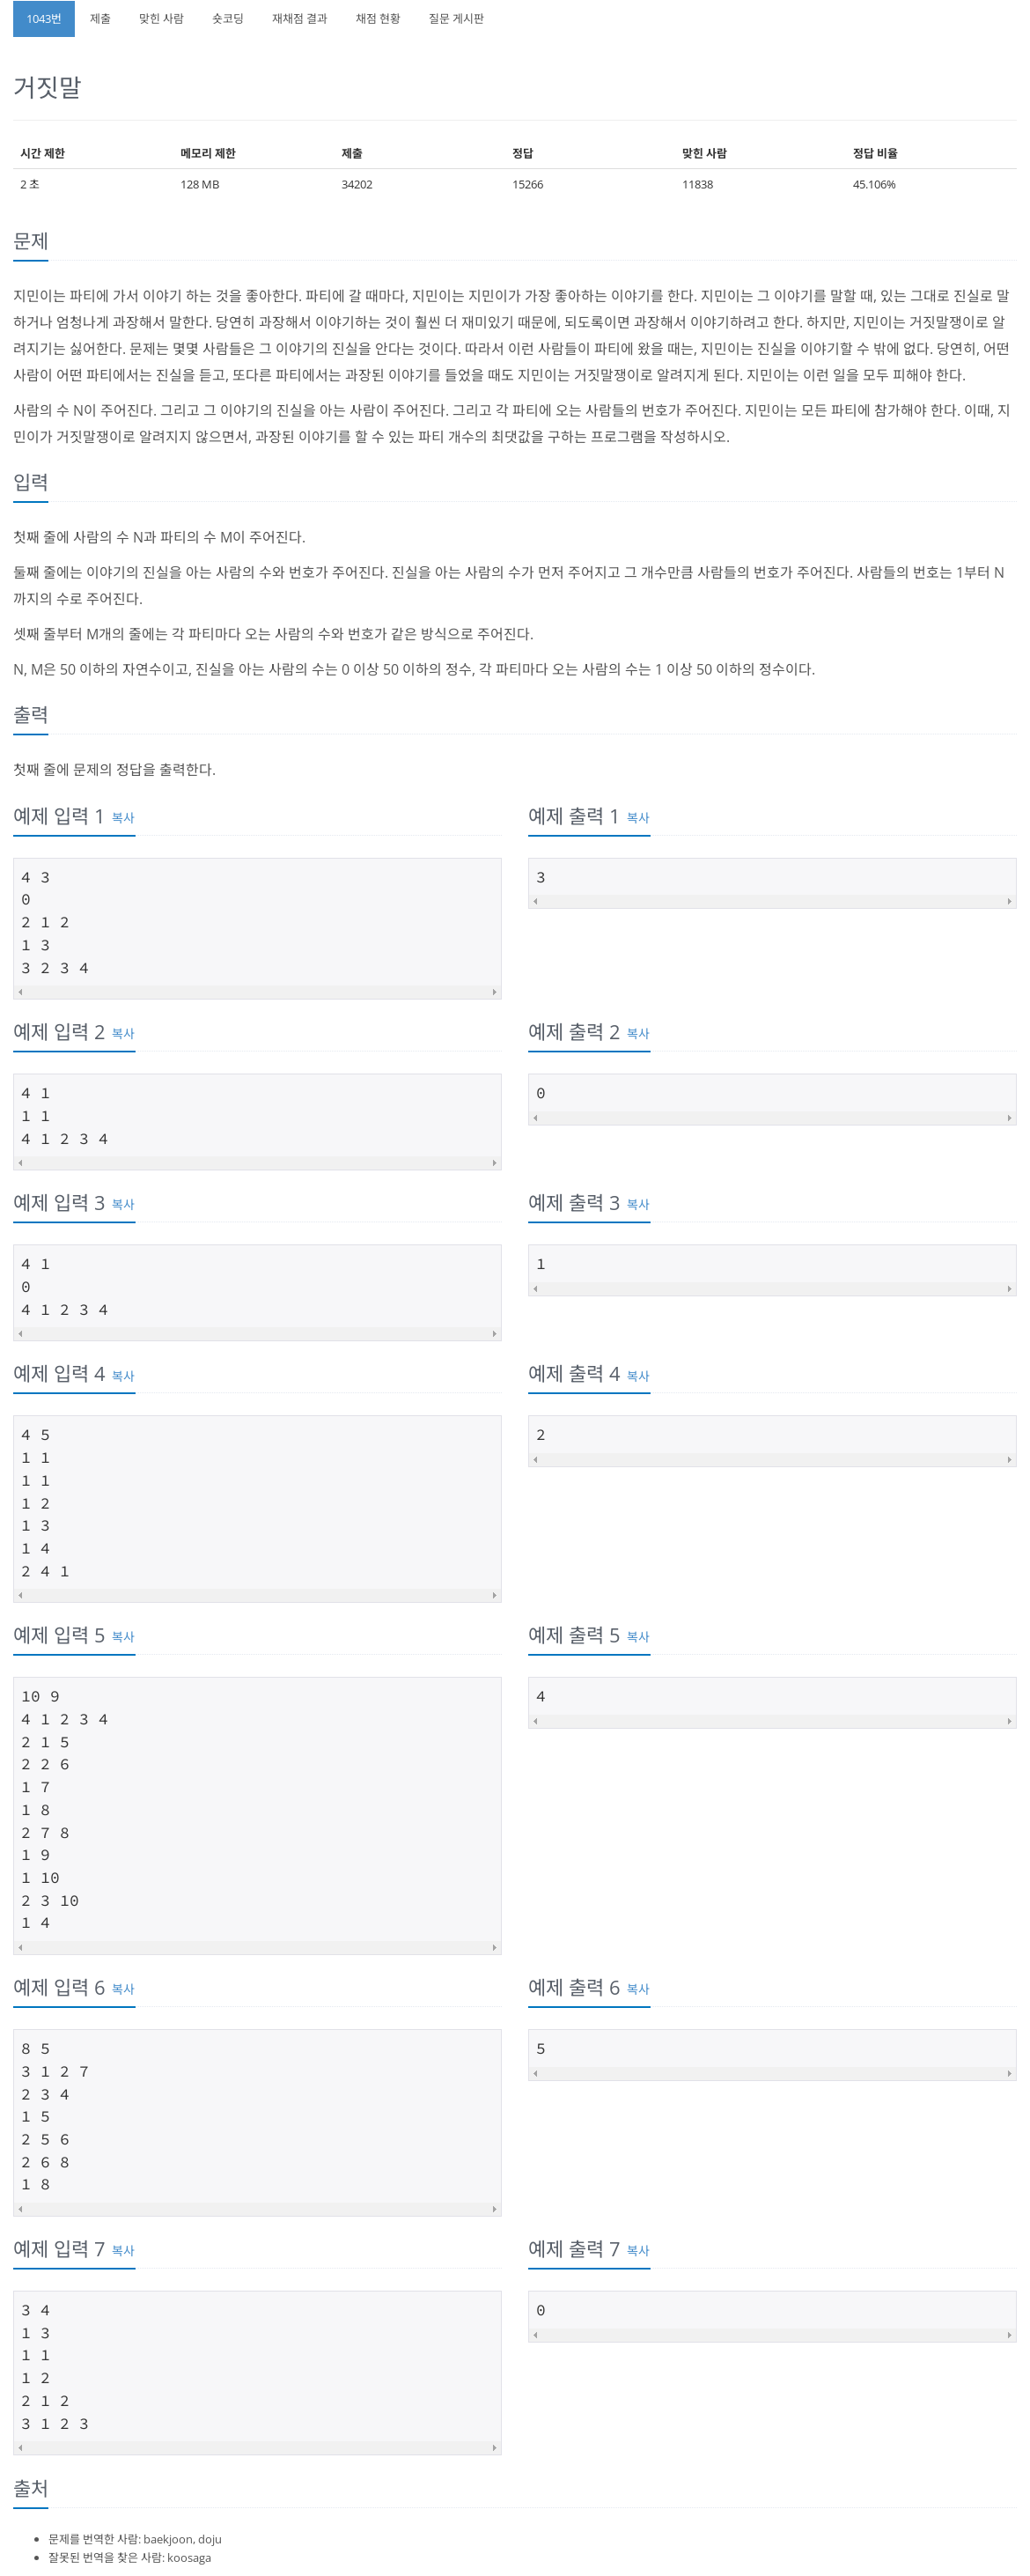 1043번 제출 맞힌 사람 숏코딩 재채점 결과 채점 현황 질문 게시판
거짓말
시간 제한 메모리 제한 제출 정답 맞힌 사람 정답 비율
2 초 128 MB 34202 15266 11838 45.106%
문제
지민이는 파티에 가서 이야기 하는 것을 좋아한다. 파티에 갈 때마다, 지민이는 지민이가 가장 좋아하는 이야기를 한다. 지민이는 그 이야기를 말할 때, 있는 그대로 진실로 말
하거나 엄청나게 과장해서 말한다. 당연히 과장해서 이야기하는 것이 훨씬 더 재미있기 때문에, 되도록이면 과장해서 이야기하려고 한다. 하지만, 지민이는 거짓말쟁이로 알
려지기는 싫어한다. 문제는 몇몇 사람들은 그 이야기의 진실을 안다는 것이다. 따라서 이런 사람들이 파티에 왔을 때는, 지민이는 진실을 이야기할 수 밖에 없다. 당연히, 어떤
사람이 어떤 파티에서는 진실을 듣고, 또다른 파티에서는 과장된 이야기를 들었을 때도 지민이는 거짓말쟁이로 알려지게 된다. 지민이는 이런 일을 모두 피해야 한다.
사람의 수 N이 주어진다. 그리고 그 이야기의 진실을 아는 사람이 주어진다. 그리고 각 파티에 오는 사람들의 번호가 주어진다. 지민이는 모든 파티에 참가해야 한다. 이때, 지
민이가 거짓말쟁이로 알려지지 않으면서, 과장된 이야기를 할 수 있는 파티 개수의 최댓값을 구하는 프로그램을 작성하시오.
입력
첫째 줄에 사람의 수 N과 파티의 수 M이 주어진다.
둘째 줄에는 이야기의 진실을 아는 사람의 수와 번호가 주어진다. 진실을 아는 사람의 수가 먼저 주어지고 그 개수만큼 사람들의 번호가 주어진다. 사람들의 번호는 1부터 N
까지의 수로 주어진다.
셋째 줄부터 M개의 줄에는 각 파티마다 오는 사람의 수와 번호가 같은 방식으로 주어진다.
N, M은 50 이하의 자연수이고, 진실을 아는 사람의 수는 0 이상 50 이하의 정수, 각 파티마다 오는 사람의 수는 1 이상 50 이하의 정수이다.
출력
첫째 줄에 문제의 정답을 출력한다.
예제 입력 1 복사
4 3
0
2 1 2
1 3
3 2 3 4
예제 출력 1 복사
3
예제 입력 2 복사
4 1
1 1
4 1 2 3 4
예제 출력 2 복사
0
예제 입력 3 복사
4 1
0
4 1 2 3 4
예제 출력 3 복사
1
예제 입력 4 복사
4 5
1 1
1 1
1 2
1 3
1 4
2 4 1
예제 출력 4 복사
2
예제 입력 5 복사
10 9
4 1 2 3 4
2 1 5
2 2 6
1 7
1 8
2 7 8
1 9
1 10
2 3 10
1 4
예제 출력 5 복사
4
예제 입력 6 복사
8 5
3 1 2 7
2 3 4
1 5
2 5 6
2 6 8
1 8
예제 출력 6 복사
5
예제 입력 7 복사
3 4
1 3
1 1
1 2
2 1 2
3 1 2 3
예제 출력 7 복사
0
출처
문제를 번역한 사람: baekjoon, doju
잘못된 번역을 찾은 사람: koosaga